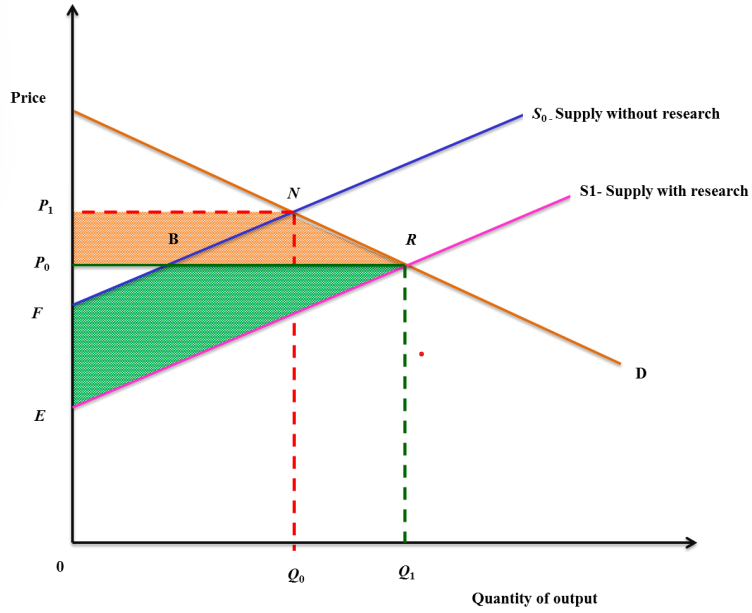 Price
S0 - Supply without research
S1- Supply with research
N
P1
B
R
P0
F
D
E
0
Q0
Q1
Quantity of output